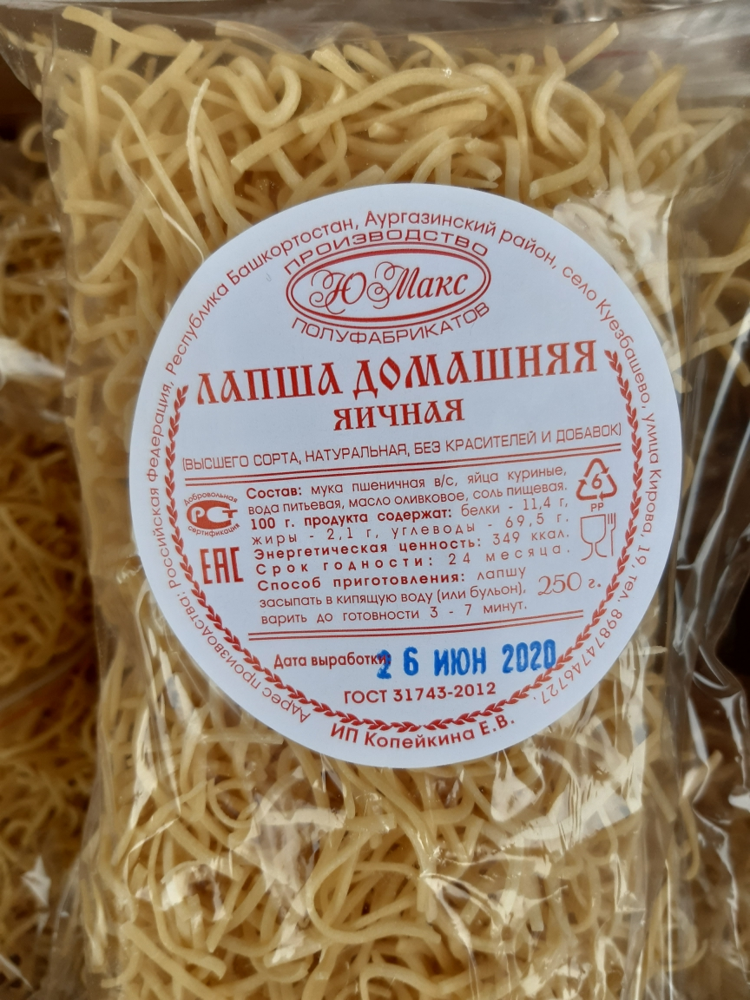 Адрес производства: Российская Федерация, Республика Башкортостан, Аургазинский район, село Куезбашево, улица Кирова, 19, тел. 89874746727.
ПРОИЗВОДСТВО
Ю Макс
ПОЛУФАБРИКАТОВ
ЛАПША ДОМАШНЯЯ
ЯИЧНАЯ
(ВЫСШЕГО СОРТА, НАТУРАЛЬНАЯ, БЕЗ КРАСИТЕЛЕЙ И ДОБАВОК)
Добровольная
РСТ
сертификация
ЕАС
Состав: мука пшеничная в/с, яйца куриные,
вода питьевая, масло оливковое, соль пищевая.
100 г. продукта содержат: белки - 11,4 г,
жиры - 2,1 г, углеводы - 69,5 г.
Энергетическая ценность: 349 ккал.
Срок годности: 24 месяца.
Способ приготовления: лапшу
засыпать в кипящую воду (или бульон),
варить до готовности 3 - 7 минут.
6
PP
250 г.
Дата выработки 26 ИЮН 2020
ГОСТ 31743-2012
ИП Копейкина Е.В.